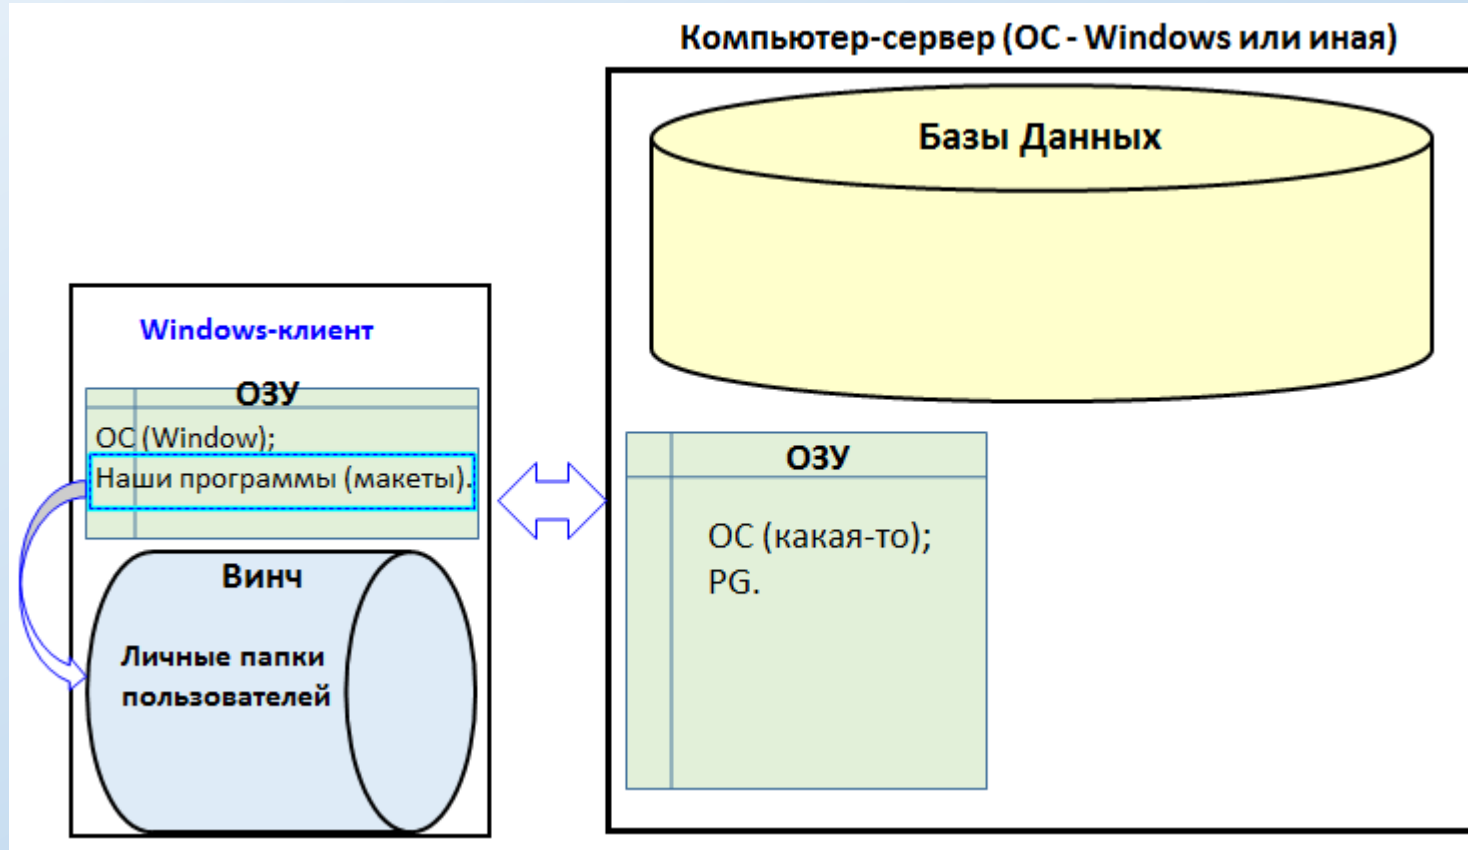 Компьютер-сервер (ОС - Windows или иная)
Базы Данных
Windows-клиент
ОЗУ
ОС (Window);
Наши программы (макеты).
Винч
Личные папки
пользователей
ОЗУ
ОС (какая-то);
PG.